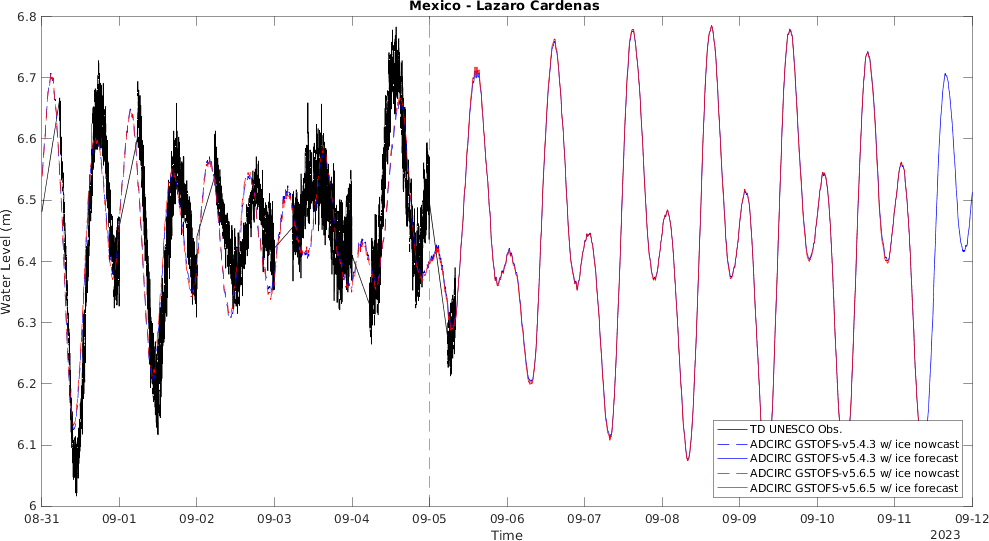 Mexico - Lazaro Cardenas
Water Level (m)
6.8
6.7
6.6
6.5
6.4
6.3
6.2
6.1
6
TD UNESCO Obs.
ADCIRC GSTOFS-v5.4.3 w/ ice nowcast
ADCIRC GSTOFS-v5.4.3 w/ ice forecast
ADCIRC GSTOFS-v5.6.5 w/ ice nowcast
ADCIRC GSTOFS-v5.6.5 w/ ice forecast
08-31 09-01 09-02 09-03 09-04 09-05 09-06 09-07 09-08 09-09 09-10 09-11 09-12
Time
2023